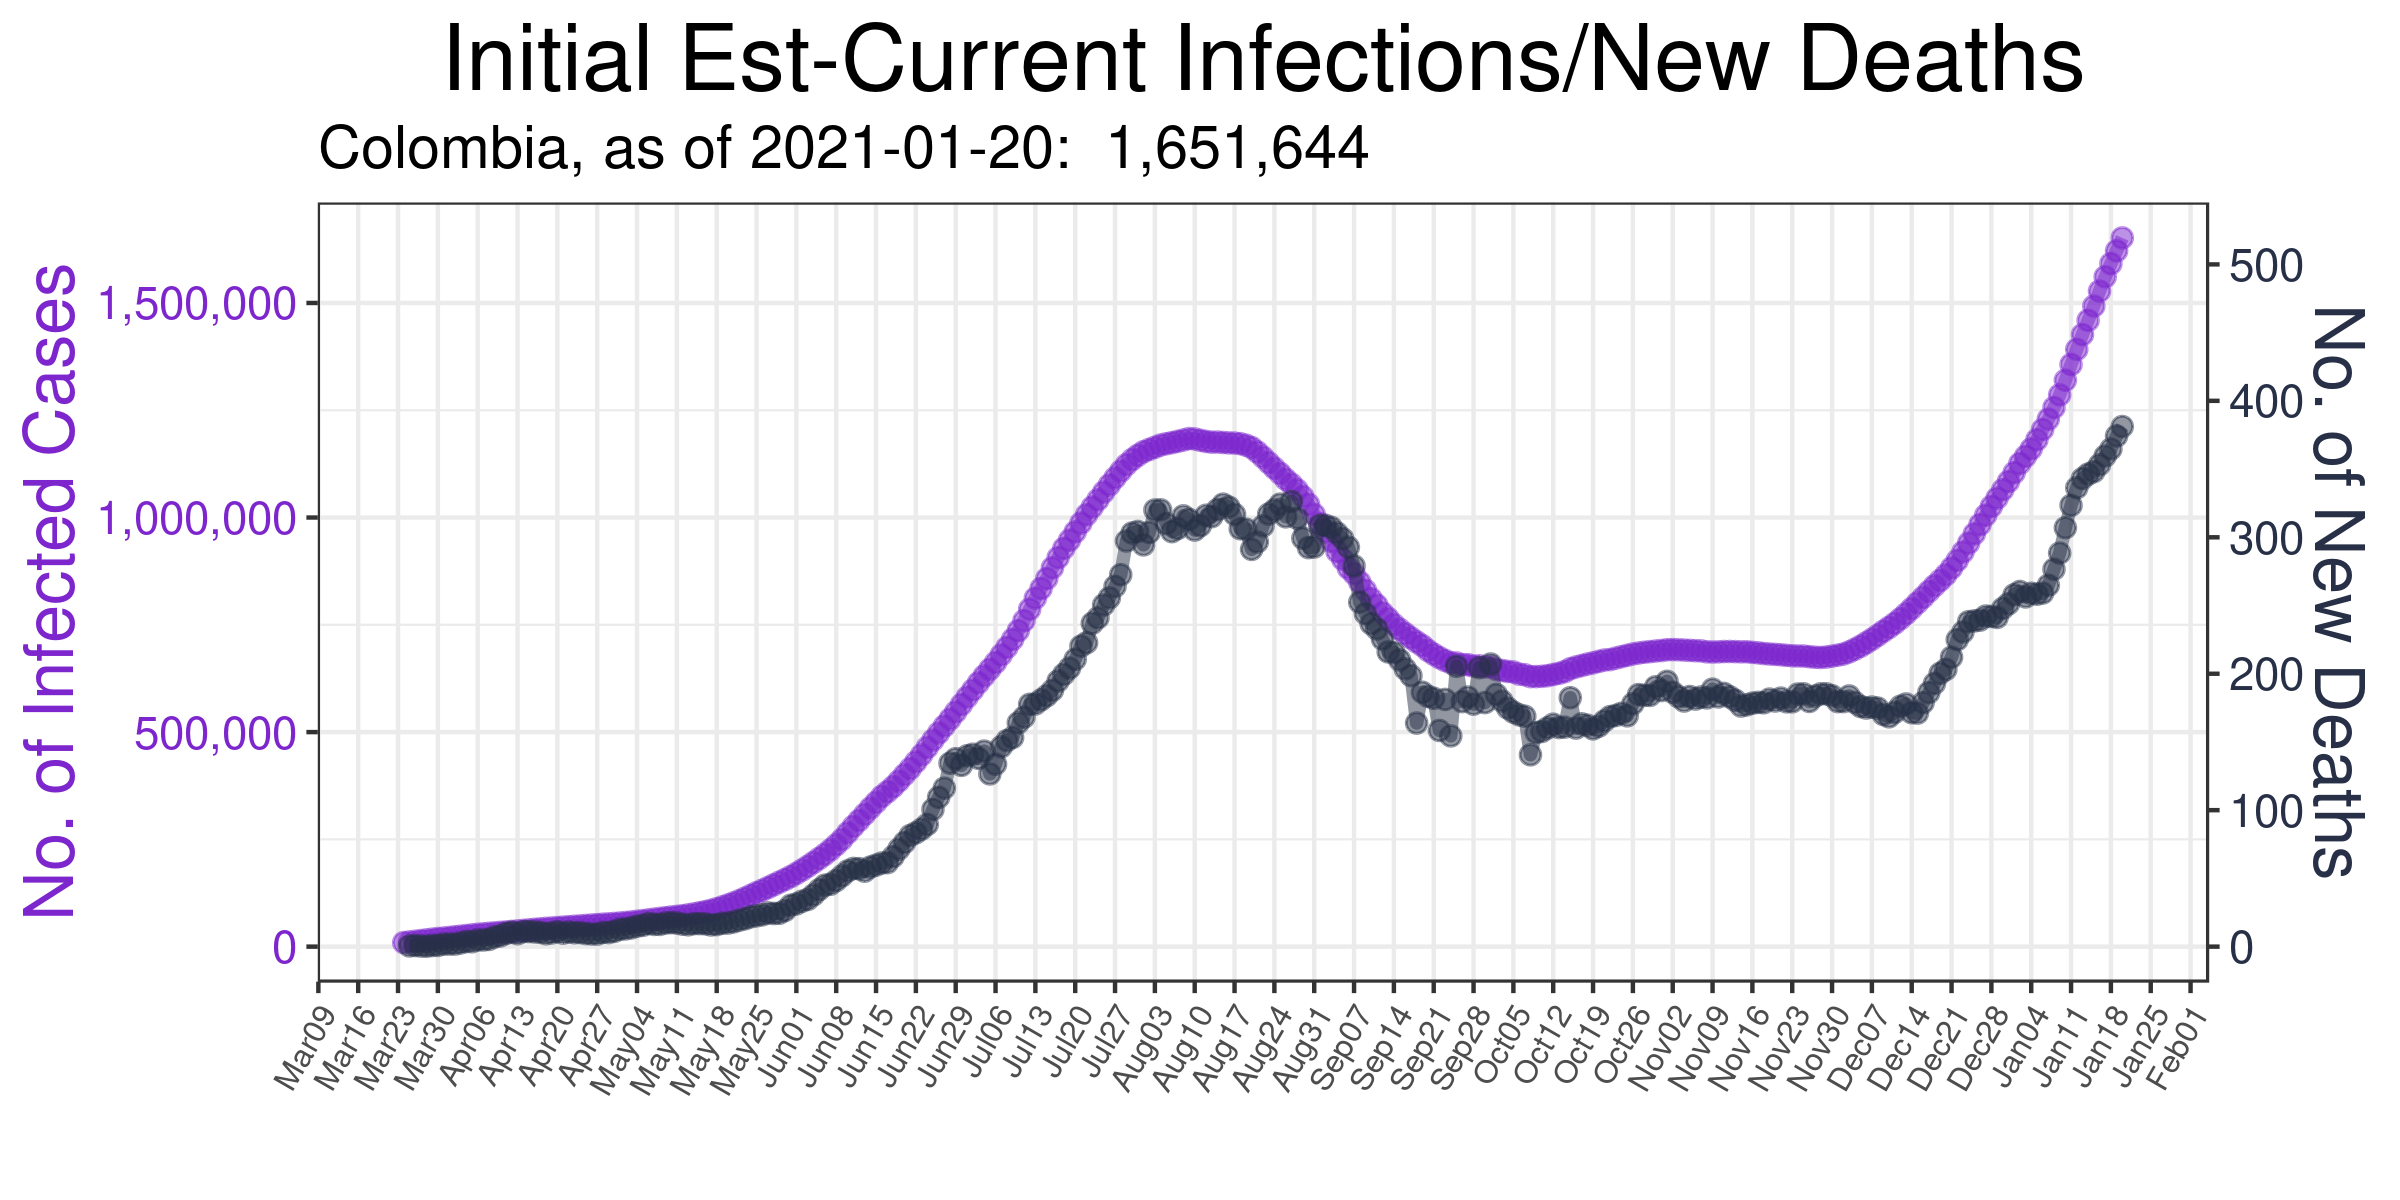 Initial Est-Current Infections/New Deaths
Colombia, as of 2021-01-20:  1,651,644
No. of Infected Cases
1,500,000
1,000,000
500,000
0
500
400
300
200
100
0
No. of New Deaths
Mar09
Mar16
Mar23
Mar30
Apr06
Apr13
Apr20
Apr27
May04
May11
May18
May25
Jun01
Jun08
Jun15
Jun22
Jun29
Jul06
Jul13
Jul20
Jul27
Aug03
Aug10
Aug17
Aug24
Aug31
Sep07
Sep14
Sep21
Sep28
Oct05
Oct12
Oct19
Oct26
Nov02
Nov09
Nov16
Nov23
Nov30
Dec07
Dec14
Dec21
Dec28
Jan04
Jan11
Jan18
Jan25
Feb01